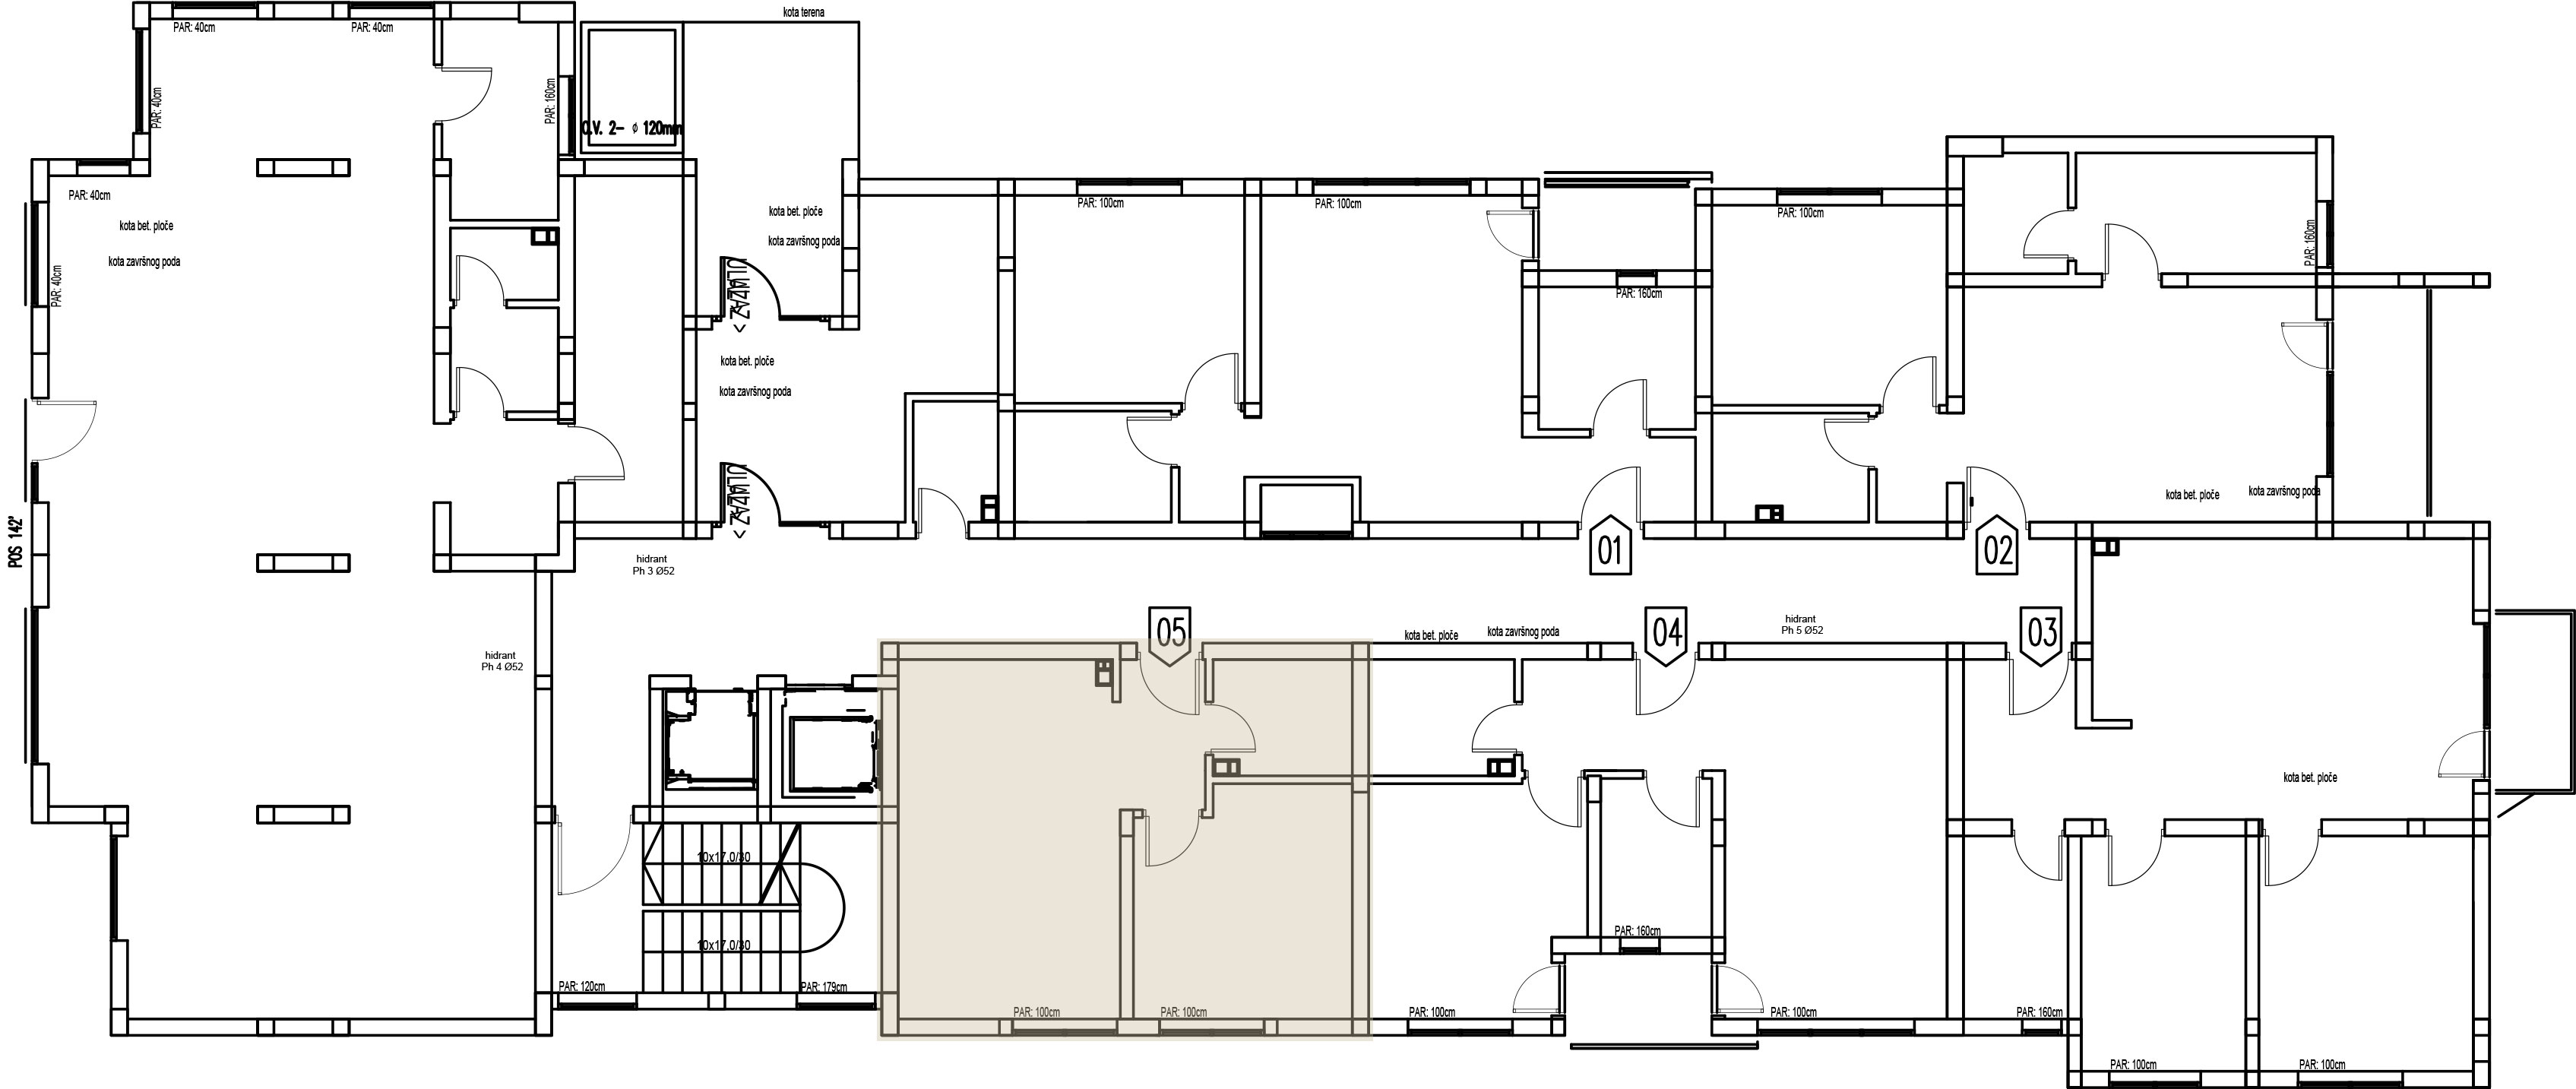 kota terena
PAR: 40cm
PAR: 40cm
PAR: 40cm
PAR: 160cm
O.V. 2- ϕ 120mm
PAR: 40cm
kota bet. ploče
kota završnog poda
PAR: 40cm
kota bet. ploče
kota završnog poda
PAR: 100cm
PAR: 100cm
PAR: 100cm
PAR: 160cm
PAR: 160cm
ULAZ >
kota bet. ploče
kota završnog poda
ULAZ >
kota bet. ploče
kota završnog poda
POS 142'
hidrant
Ph 3 Ø52
01
02
hidrant
Ph 4 Ø52
05
04
03
kota bet. ploče
kota završnog poda
hidrant
Ph 5 Ø52
kota bet. ploče
10x17,0/30
10x17,0/30
PAR: 160cm
PAR: 120cm
PAR: 179cm
PAR: 100cm
PAR: 100cm
PAR: 100cm
PAR: 100cm
PAR: 160cm
PAR: 100cm
PAR: 100cm